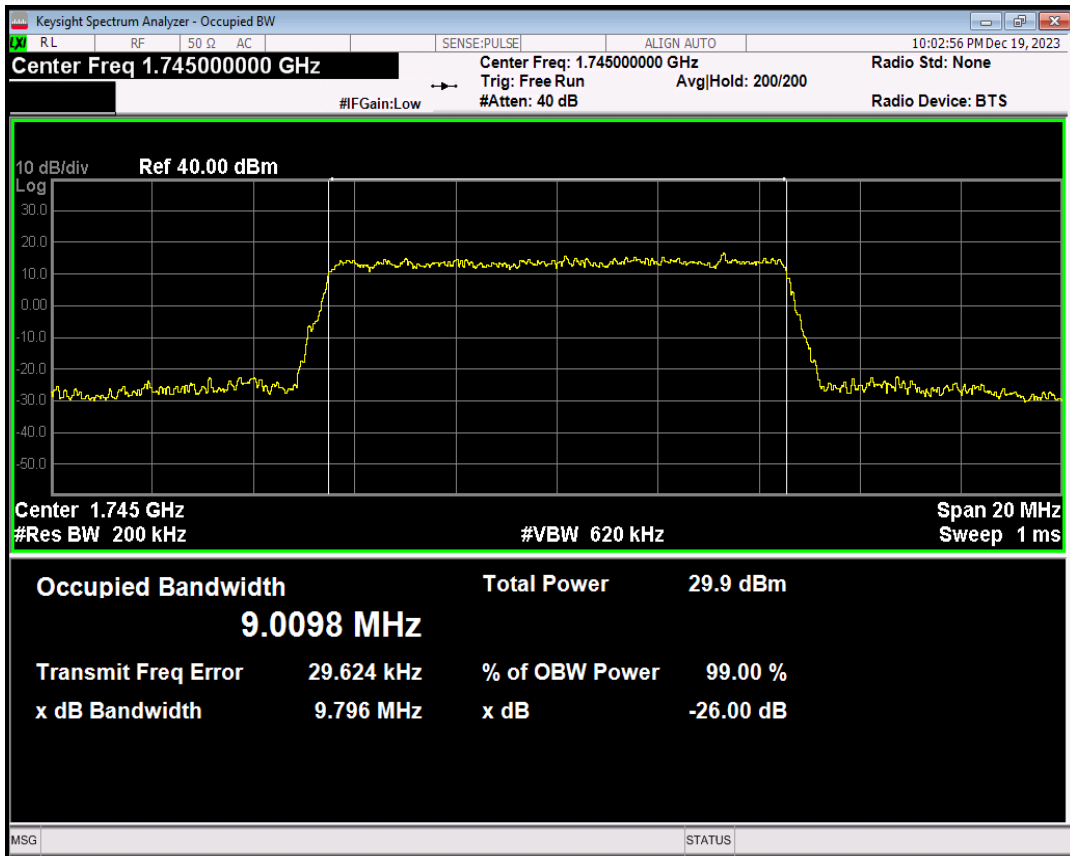 Keysight Spectrum Analyzer - Occupied BW
LXI RL RF 50 Ω AC SENSE:PULSE ALIGN AUTO 10:02:56 PM Dec 19, 2023
Center Freq 1.745000000 GHz Center Freq: 1.745000000 GHz Radio Std: None
Trig: Free Run Avg|Hold: 200/200
#IFGain:Low #Atten: 40 dB Radio Device: BTS
10 dB/div Ref 40.00 dBm
Log
30.0
20.0
10.0
0.00
-10.0
-20.0
-30.0
-40.0
-50.0
Center 1.745 GHz Span 20 MHz
#Res BW 200 kHz #VBW 620 kHz Sweep 1 ms
Occupied Bandwidth Total Power 29.9 dBm
9.0098 MHz
Transmit Freq Error 29.624 kHz % of OBW Power 99.00 %
x dB Bandwidth 9.796 MHz x dB -26.00 dB
MSG STATUS